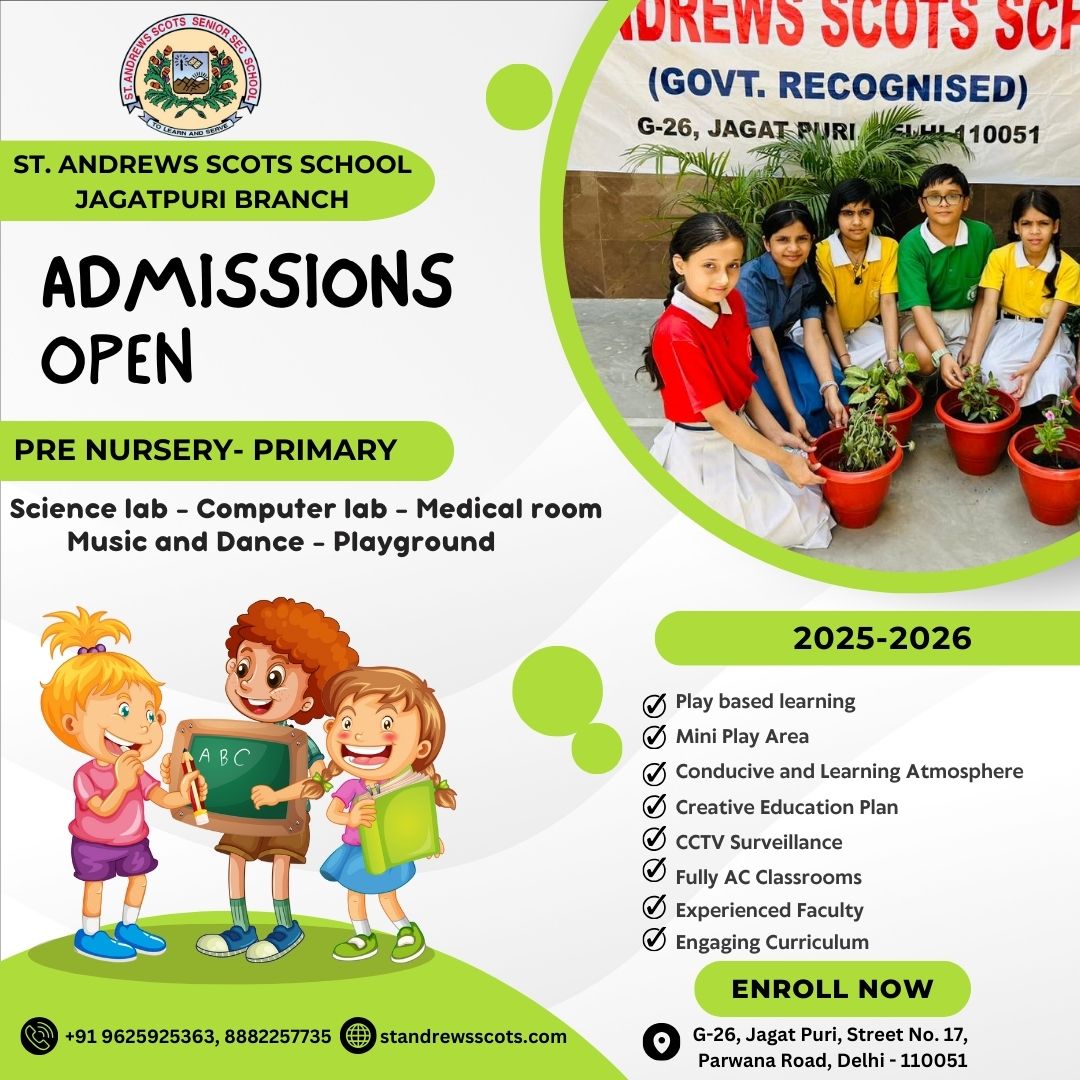 ST. ANDREWS SCOTS SENIOR SEC. SCHOOL
TO LEARN AND SERVE
ST. ANDREWS SCOTS SCHOOL
JAGATPURI BRANCH
ADMISSIONS
OPEN
PRE NURSERY- PRIMARY
Science lab - Computer lab - Medical room
Music and Dance - Playground
NDREWS SCOTS SCH
(GOVT. RECOGNISED)
G-26, JAGAT PURI, DELHI-110051
ABC
2025-2026
Play based learning
Mini Play Area
Conducive and Learning Atmosphere
Creative Education Plan
CCTV Surveillance
Fully AC Classrooms
Experienced Faculty
Engaging Curriculum
ENROLL NOW
+91 9625925363, 8882257735
standrewsscots.com
G-26, Jagat Puri, Street No. 17,
Parwana Road, Delhi - 110051